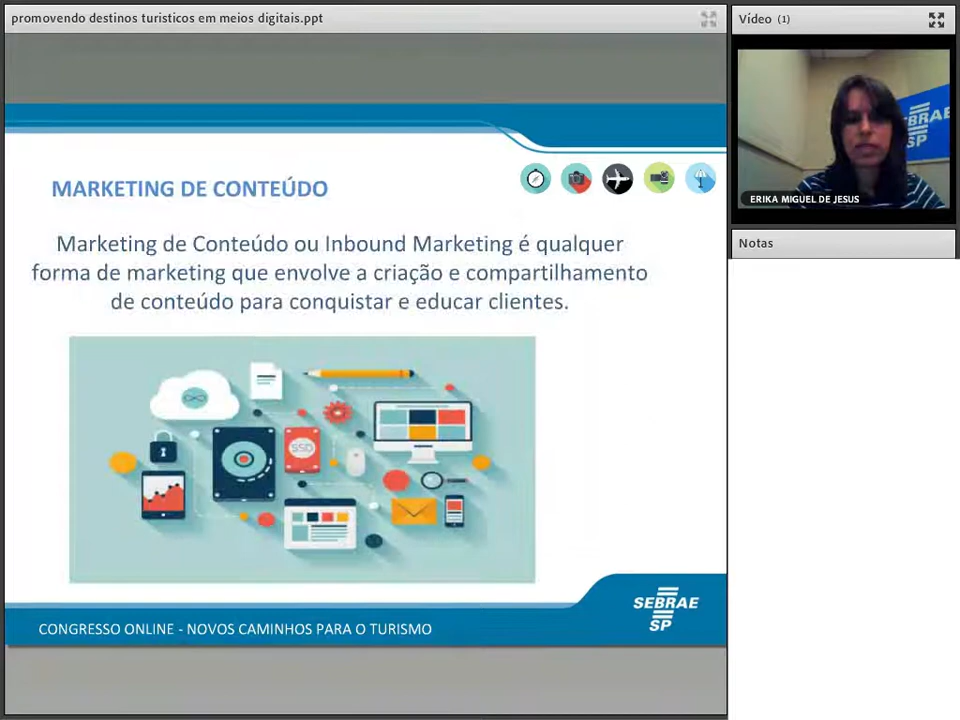 promovendo destinos turisticos em meios digitais.ppt
Vídeo (1)
SEBRAE
SP
ERIKA MIGUEL DE JESUS
Notas
MARKETING DE CONTEÚDO
Marketing de Conteúdo ou Inbound Marketing é qualquer
forma de marketing que envolve a criação e compartilhamento
de conteúdo para conquistar e educar clientes.
SSD
SEBRAE
SP
CONGRESSO ONLINE - NOVOS CAMINHOS PARA O TURISMO